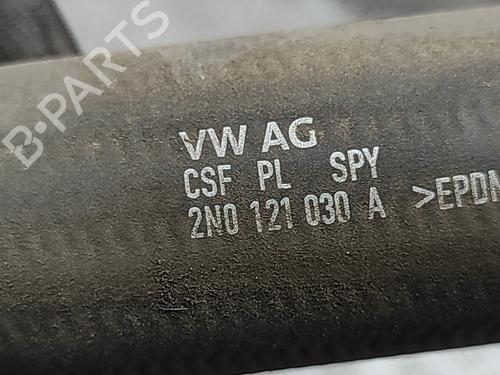 B-PARTS
VW AG
CSF PL SPY
2N0 121 030 A >EPDM